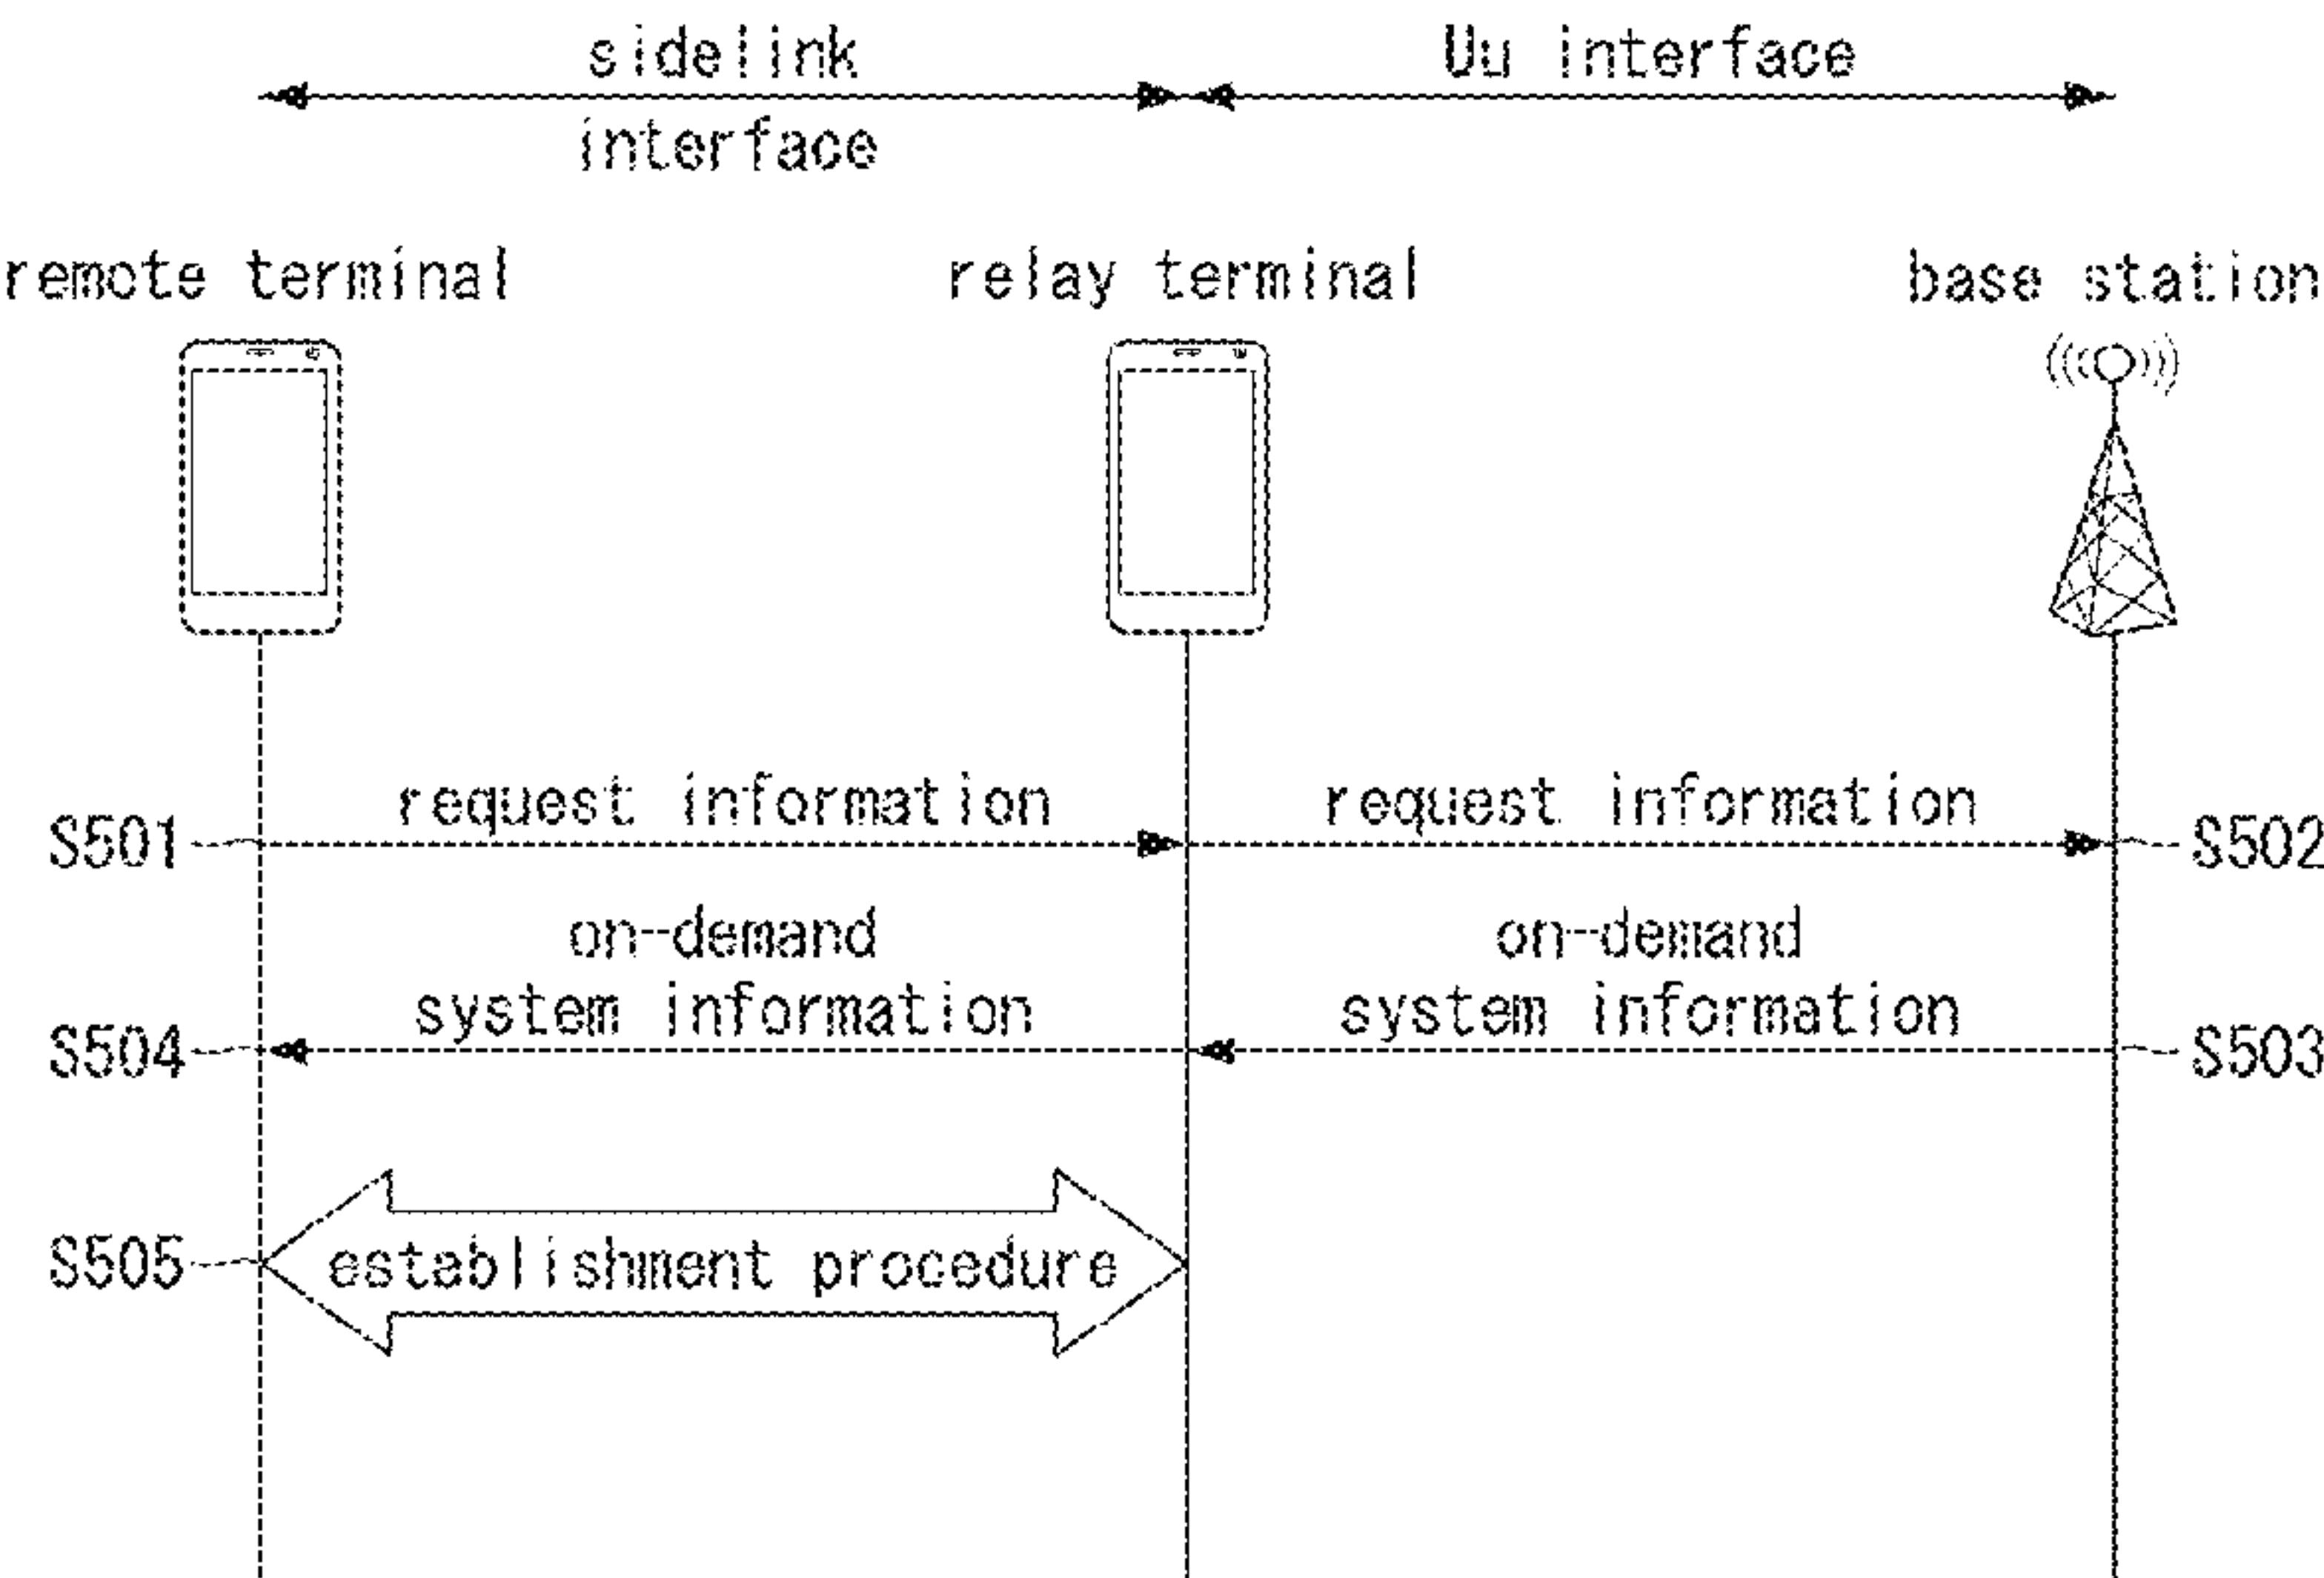 sidelink
interface
Uu interface
remote terminal
relay terminal
base station
S501
request information
request information
S502
on-demand
system information
on-demand
system information
S504
S503
S505
establishment procedure